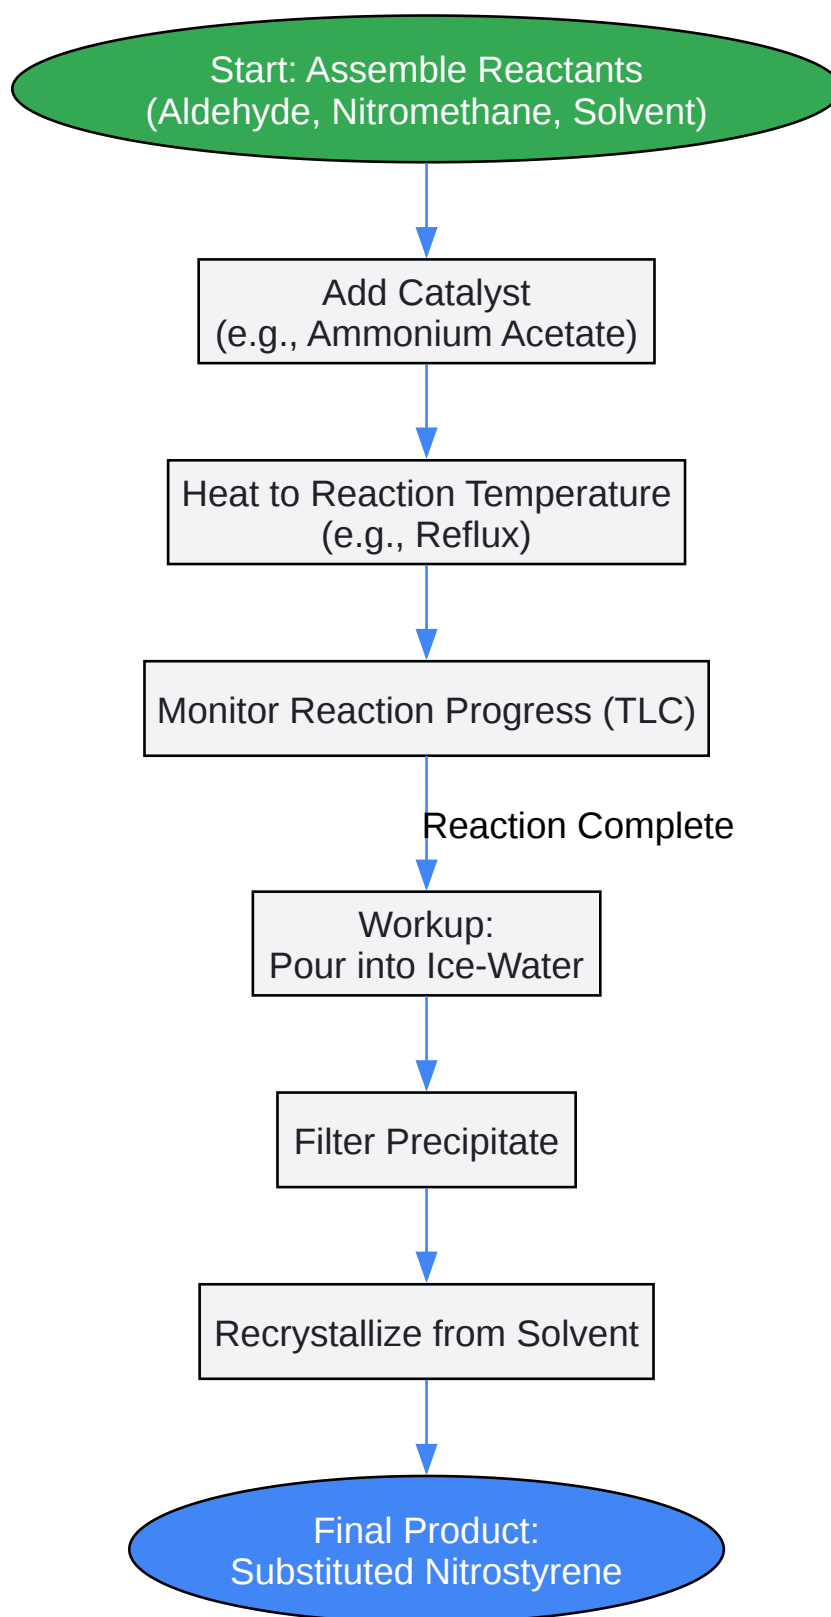 Start: Assemble Reactants
(Aldehyde, Nitromethane, Solvent)
Add Catalyst
(e.g., Ammonium Acetate)
Heat to Reaction Temperature
(e.g., Reflux)
Monitor Reaction Progress (TLC)
Reaction Complete
Workup:
Pour into Ice-Water
Filter Precipitate
Recrystallize from Solvent
Final Product:
Substituted Nitrostyrene